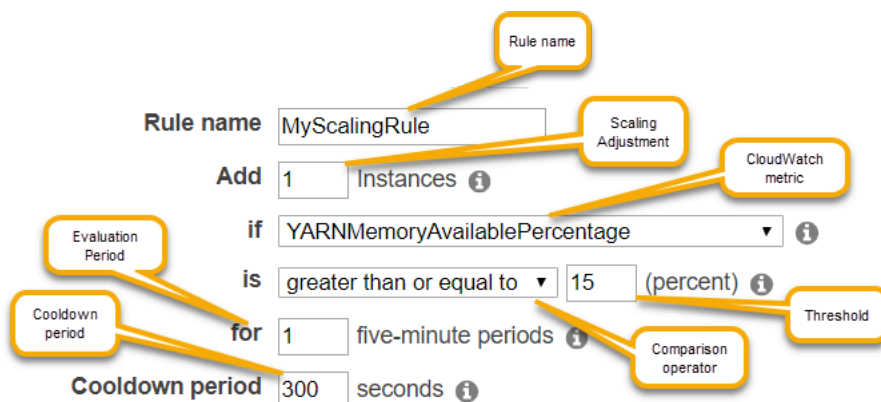 Rule name
Rule name MyScalingRule
Scaling
Adjustment
Add 1 Instances i
CloudWatch
metric
if YARNMemoryAvailablePercentage ▼ i
Evaluation
Period
is greater than or equal to ▼ 15 (percent) i
Threshold
Cooldown
period
for 1 five-minute periods i
Comparison
operator
Cooldown period 300 seconds i